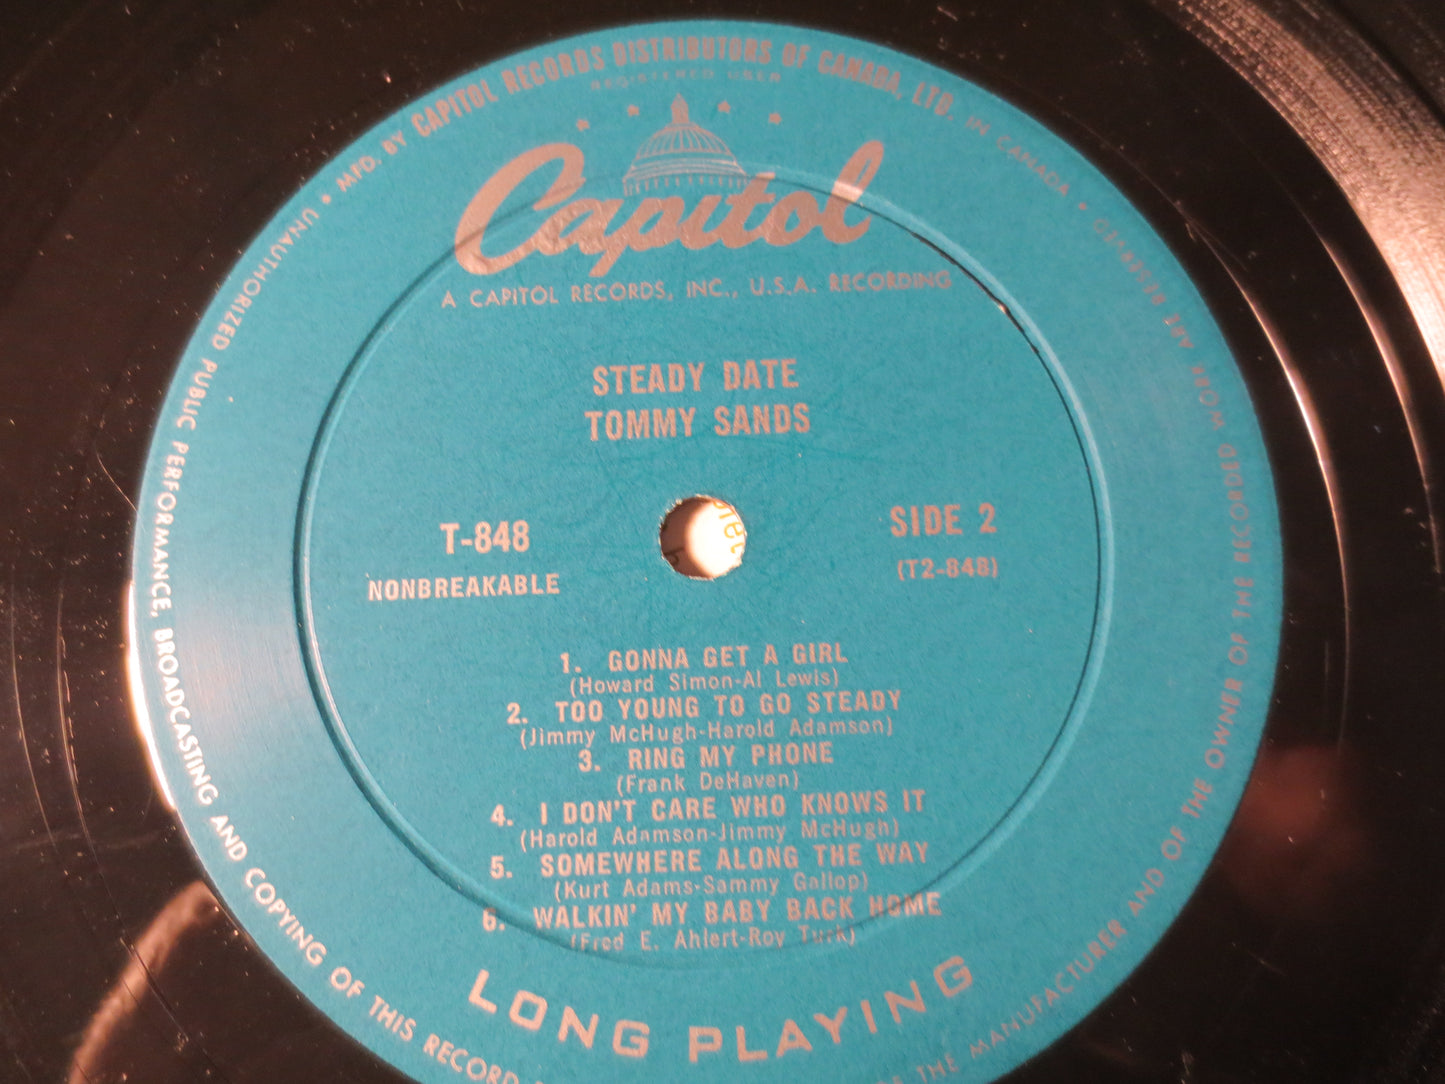 MFD. BY CAPITOL RECORDS DISTRIBUTORS OF CANADA, LTD. IN CANADA • 
REGISTERED USER
Capitol
A CAPITOL RECORDS, INC., U.S.A. RECORDING
STEADY DATE
TOMMY SANDS
T-848
NONBREAKABLE
SIDE 2
(T2-848)
1. GONNA GET A GIRL
(Howard Simon-Al Lewis)
2. TOO YOUNG TO GO STEADY
(Jimmy McHugh-Harold Adamson)
3. RING MY PHONE
(Frank DeHaven)
4. I DON'T CARE WHO KNOWS IT
(Harold Adamson-Jimmy McHugh)
5. SOMEWHERE ALONG THE WAY
(Kurt Adams-Sammy Gallop)
6. WALKIN' MY BABY BACK HOME
(Fred E. Ahlert-Roy Turk)
LONG PLAYING
• UNAUTHORIZED PUBLIC PERFORMANCE, BROADCASTING AND COPYING OF THIS RECORD
THE MANUFACTURER AND OF THE OWNER OF THE RECORDED WORK ARE RESERVED